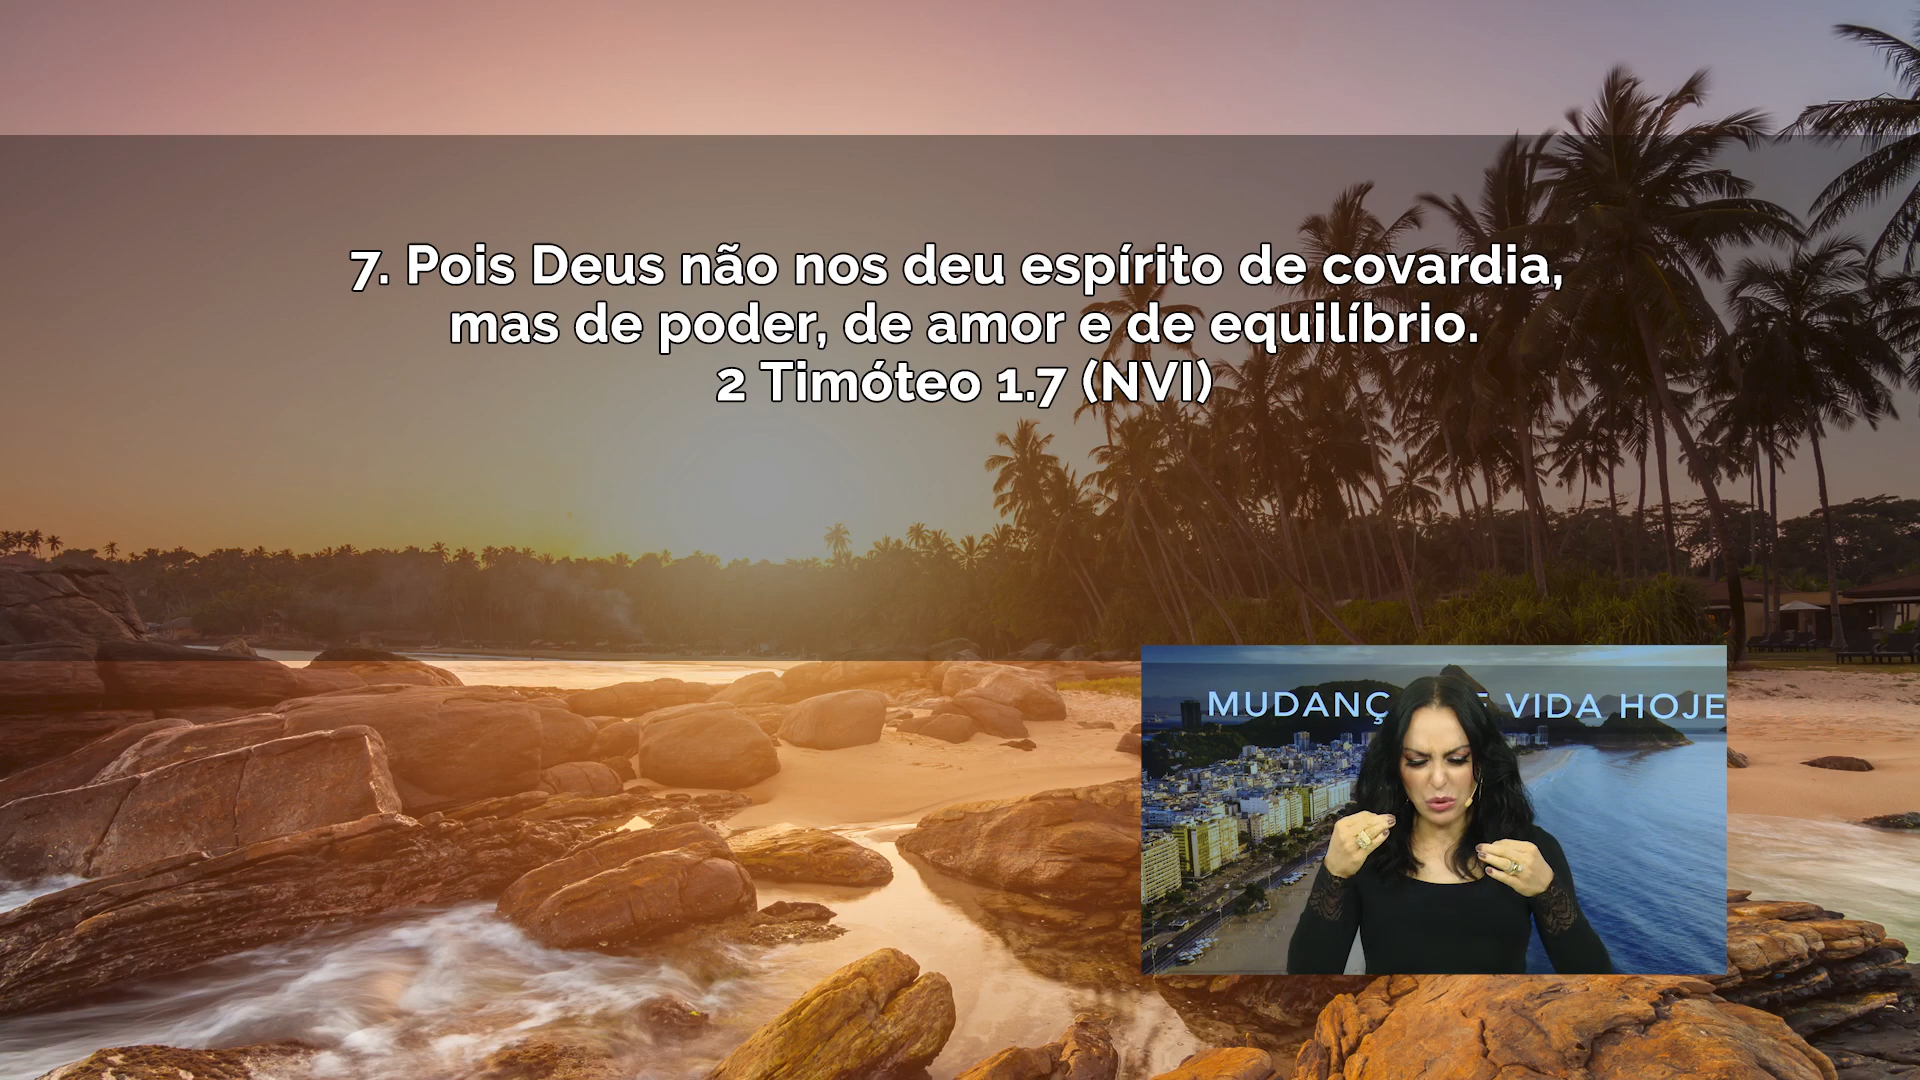 7. Pois Deus não nos deu espírito de covardia,
mas de poder, de amor e de equilíbrio.
2 Timóteo 1.7 (NVI)
MUDANÇ VIDA HOJE